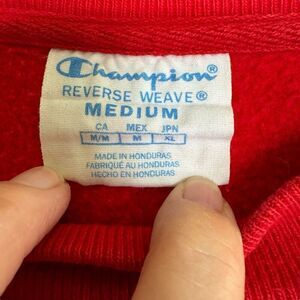 Champion®
REVERSE WEAVE®
MEDIUM
CA MEX JPN
M/M M XL
MADE IN HONDURAS
FABRIQUÉ AU HONDURAS
HECHO EN HONDURAS